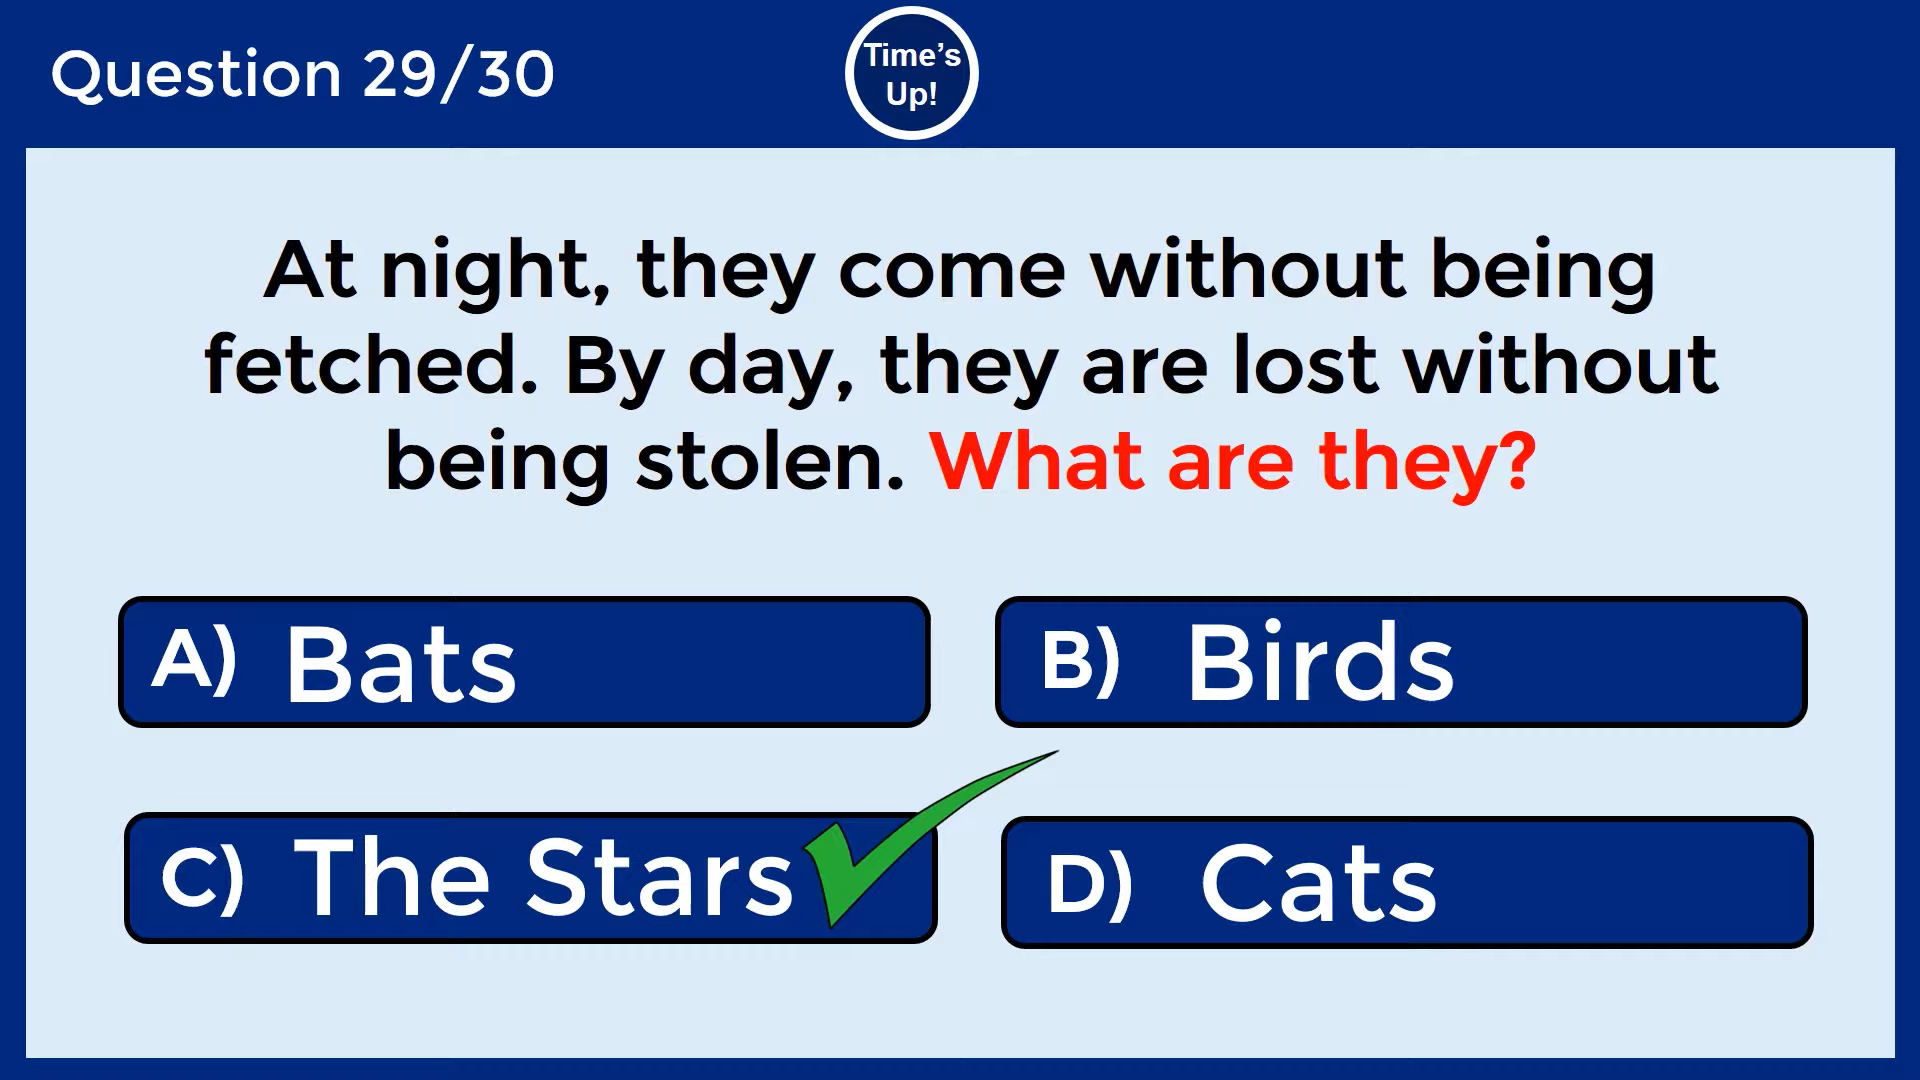 Question 29/30
Time’s
Up!
At night, they come without being
fetched. By day, they are lost without
being stolen. What are they?
A) Bats
B) Birds
C) The Stars
D) Cats